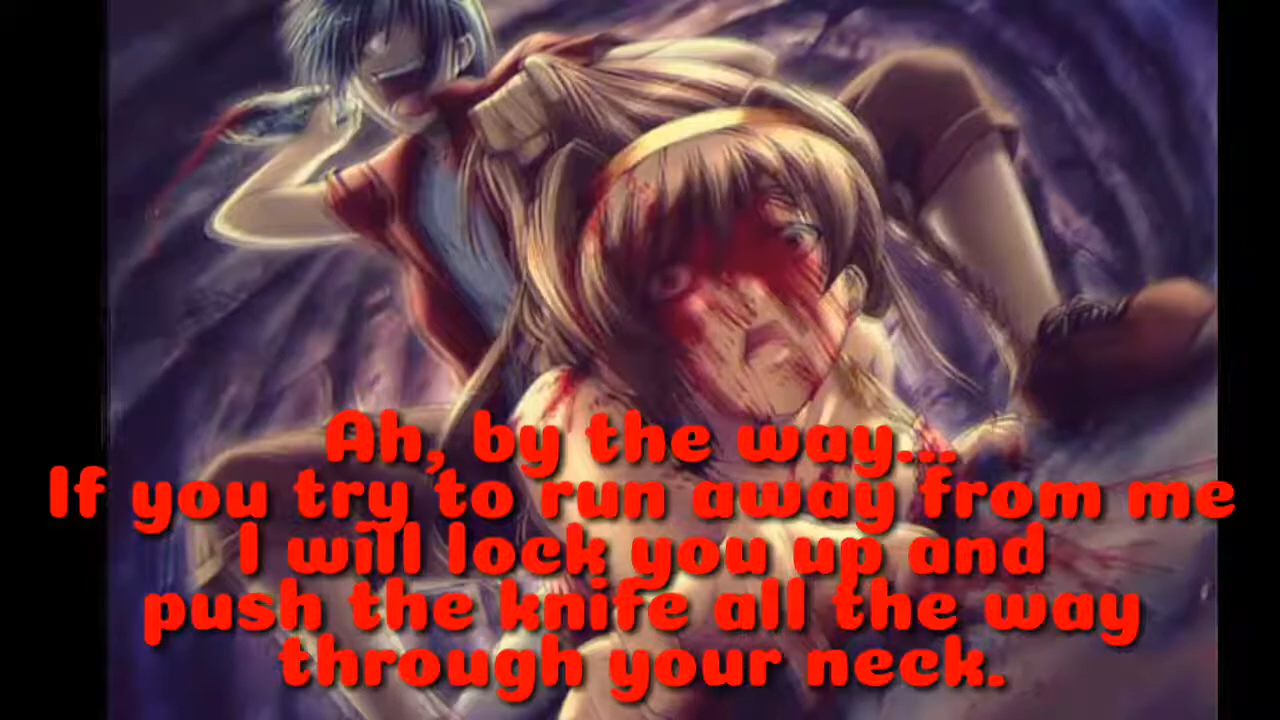 Ah, by the way...
If you try to run away from me
I will lock you up and
push the knife all the way
through your neck.